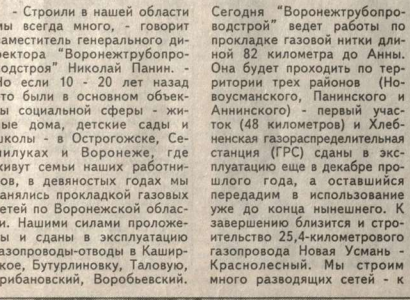 - Строили в нашей области
мы всегда много, - говорит
заместитель генерального ди-
ректора "Воронежтрубопро-
водстроя" Николай Панин. -
Но если 10 - 20 лет назад
это были в основном объек-
ты социальной сферы - жи-
лые дома, детские сады и
школы - в Острогожске, Се-
милуках и Воронеже, где
живут семьи наших работни-
ков, в девяностых годах мы
занялись прокладкой газовых
сетей по Воронежской облас-
ти. Нашими силами проложе-
ны и сданы в эксплуатацию
газопроводы-отводы в Кашир-
ское, Бутурлиновку, Таловую,
Грибановский, Воробьевский.
Сегодня "Воронежтрубопро-
водстрой" ведет работы по
прокладке газовой нитки дли-
ной 82 километра до Анны.
Она будет проходить по тер-
ритории трех районов (Но-
воусманского, Панинского и
Аннинского) - первый учас-
ток (48 километров) и Хлеб-
ненская газораспределительная
станция (ГРС) сданы в экс-
плуатацию еще в декабре про-
шлого года, а оставшийся
передадим в использование
уже до конца нынешнего. К
завершению близится и стро-
ительство 25,4-километрового
газопровода Новая Усмань -
Краснолесный. Мы строим
много разводящих сетей - к